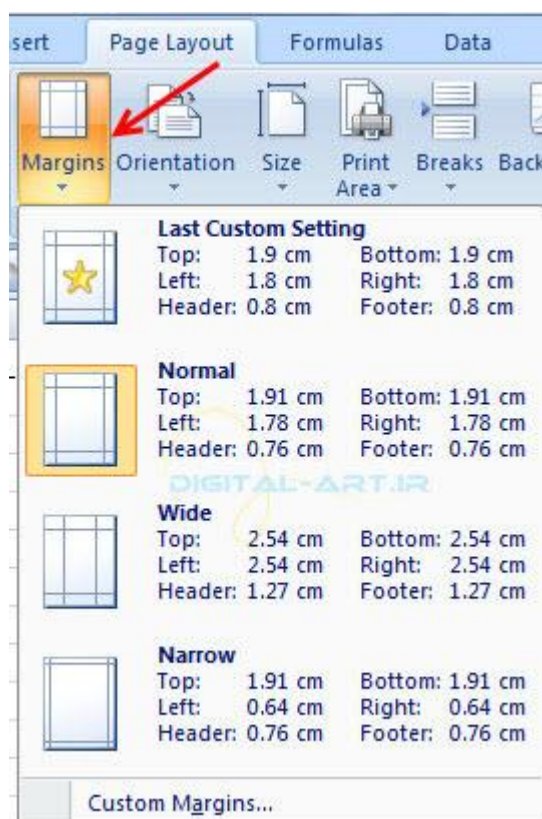 sert Page Layout Formulas Data
Margins Orientation Size Print Area Breaks Back
Last Custom Setting
Top: 1.9 cm Bottom: 1.9 cm
Left: 1.8 cm Right: 1.8 cm
Header: 0.8 cm Footer: 0.8 cm
Normal
Top: 1.91 cm Bottom: 1.91 cm
Left: 1.78 cm Right: 1.78 cm
Header: 0.76 cm Footer: 0.76 cm
DIGITAL-ART.IR
Wide
Top: 2.54 cm Bottom: 2.54 cm
Left: 2.54 cm Right: 2.54 cm
Header: 1.27 cm Footer: 1.27 cm
Narrow
Top: 1.91 cm Bottom: 1.91 cm
Left: 0.64 cm Right: 0.64 cm
Header: 0.76 cm Footer: 0.76 cm
Custom Margins...